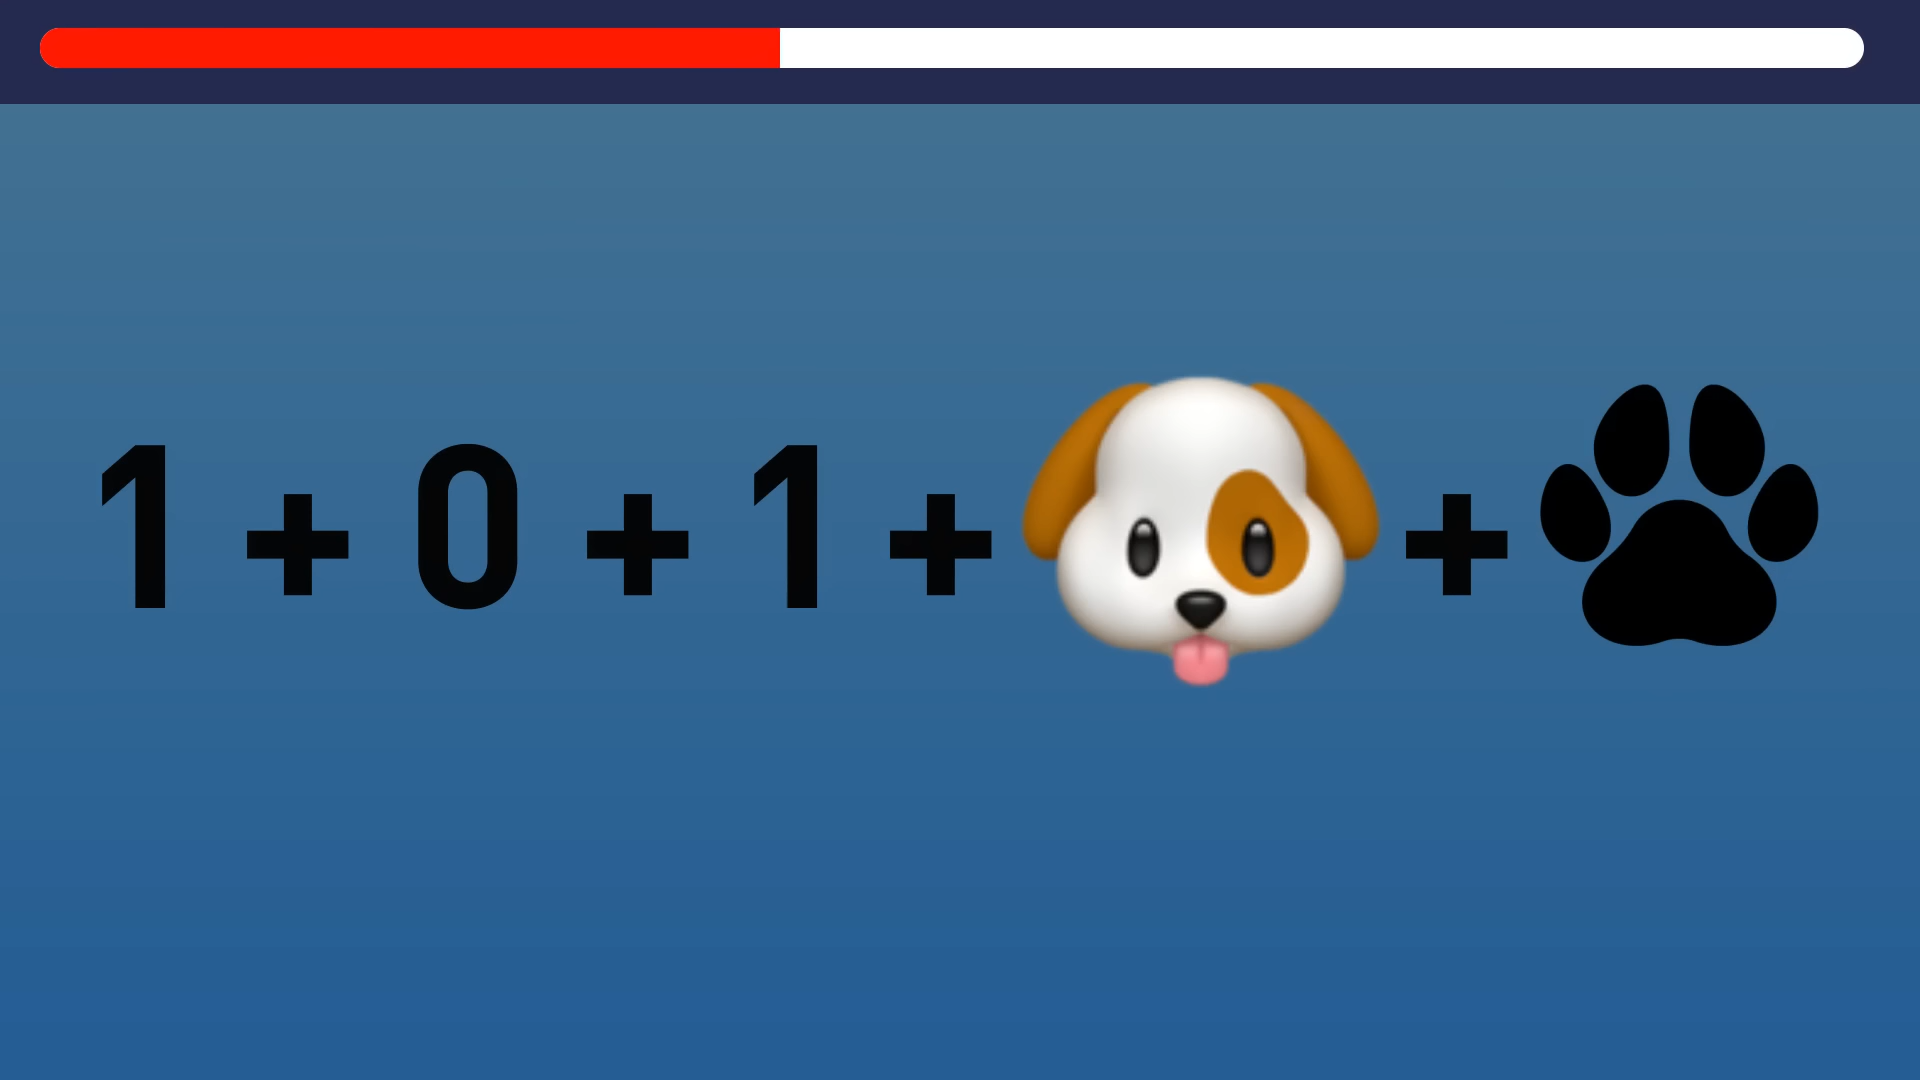 1 + 0 + 1 + 🐶 + 🐾